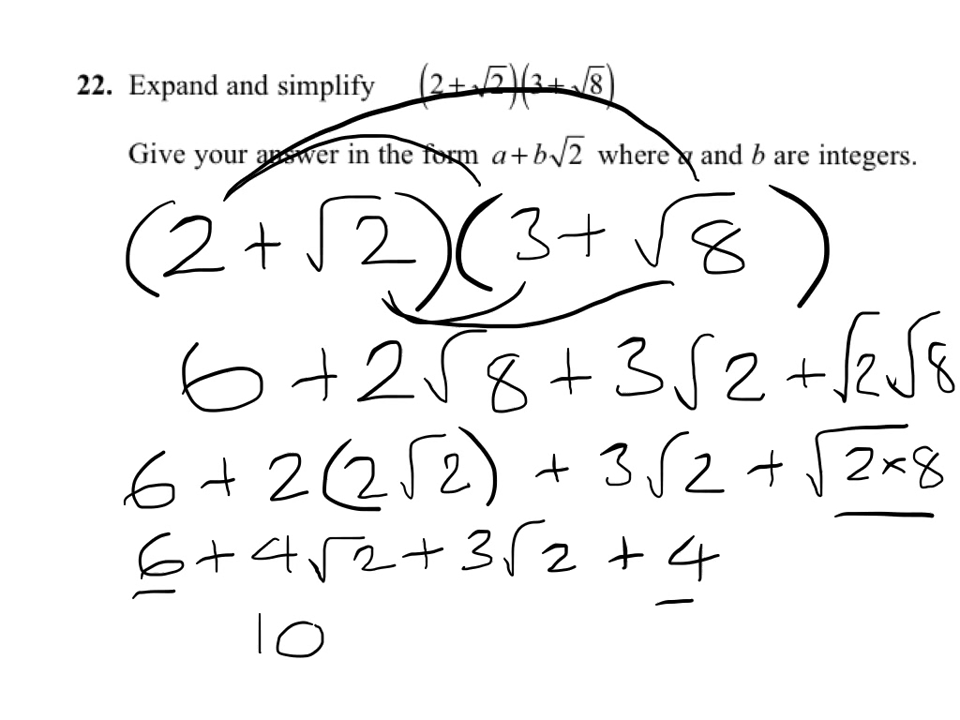 22. Expand and simplify (2+√2)(3+√8)
Give your answer in the form a+b√2 where a and b are integers.
(2+√2)(3+√8)
6+2√8+3√2+√2√8
6+2(2√2)+3√2+√2×8
6+4√2+3√2+4
10